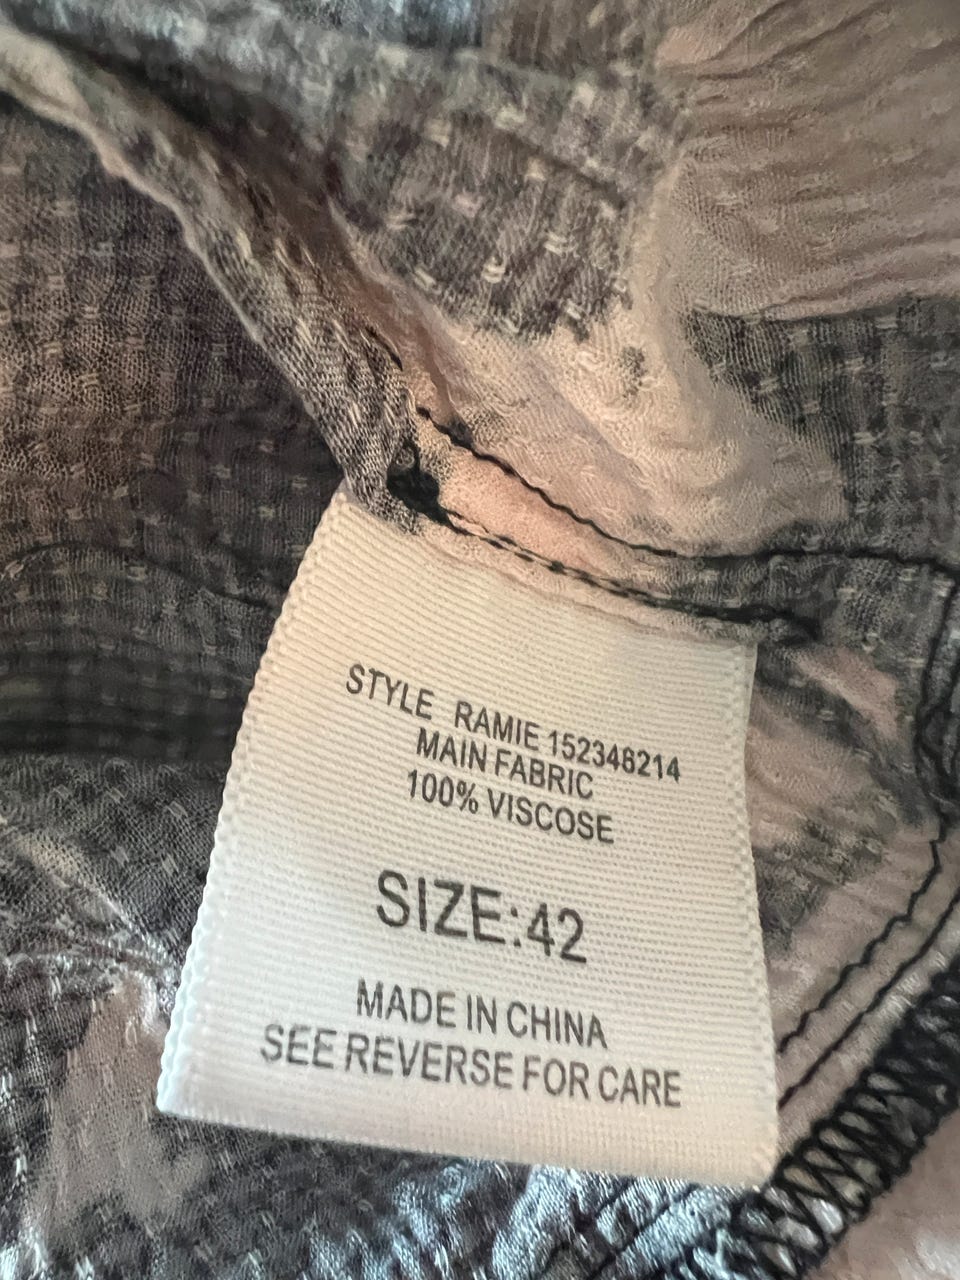 STYLE RAMIE 152348214
MAIN FABRIC
100% VISCOSE
SIZE:42
MADE IN CHINA
SEE REVERSE FOR CARE